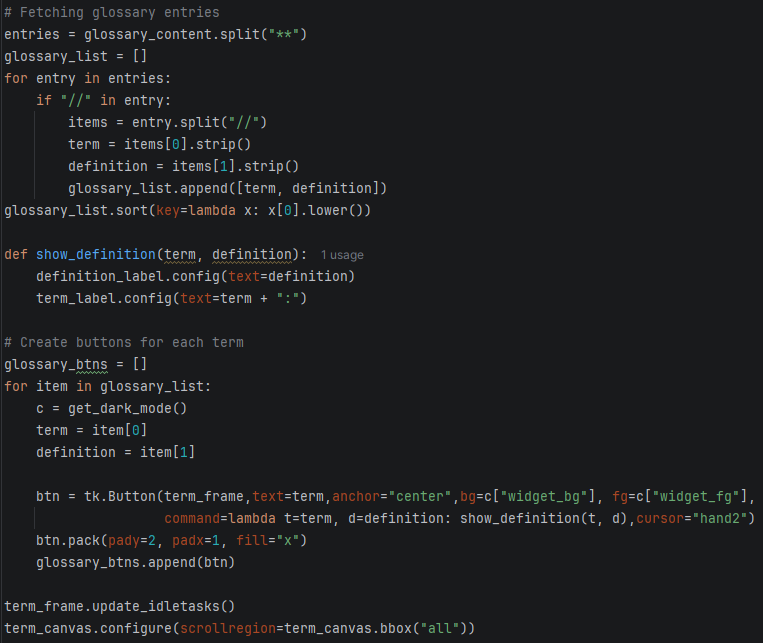 # Fetching glossary entries
entries = glossary_content.split("**")
glossary_list = []
for entry in entries:
    if "//" in entry:
        items = entry.split("//")
        term = items[0].strip()
        definition = items[1].strip()
        glossary_list.append([term, definition])
glossary_list.sort(key=lambda x: x[0].lower())

def show_definition(term, definition):  1 usage
    definition_label.config(text=definition)
    term_label.config(text=term + ":")

# Create buttons for each term
glossary_btns = []
for item in glossary_list:
    c = get_dark_mode()
    term = item[0]
    definition = item[1]

    btn = tk.Button(term_frame,text=term,anchor="center",bg=c["widget_bg"], fg=c["widget_fg"],
                    command=lambda t=term, d=definition: show_definition(t, d),cursor="hand2")
    btn.pack(pady=2, padx=1, fill="x")
    glossary_btns.append(btn)

term_frame.update_idletasks()
term_canvas.configure(scrollregion=term_canvas.bbox("all"))